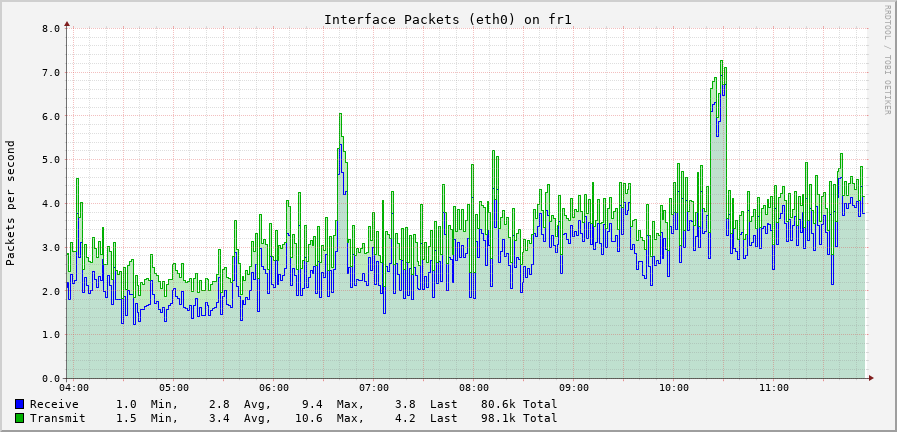 Interface Packets (eth0) on fr1
RRDTOOL / TOBI OETIKER
Packets per second
8.0
7.0
6.0
5.0
4.0
3.0
2.0
1.0
0.0
04:00 05:00 06:00 07:00 08:00 09:00 10:00 11:00
Receive 1.0 Min, 2.8 Avg, 9.4 Max, 3.8 Last 80.6k Total
Transmit 1.5 Min, 3.4 Avg, 10.6 Max, 4.2 Last 98.1k Total